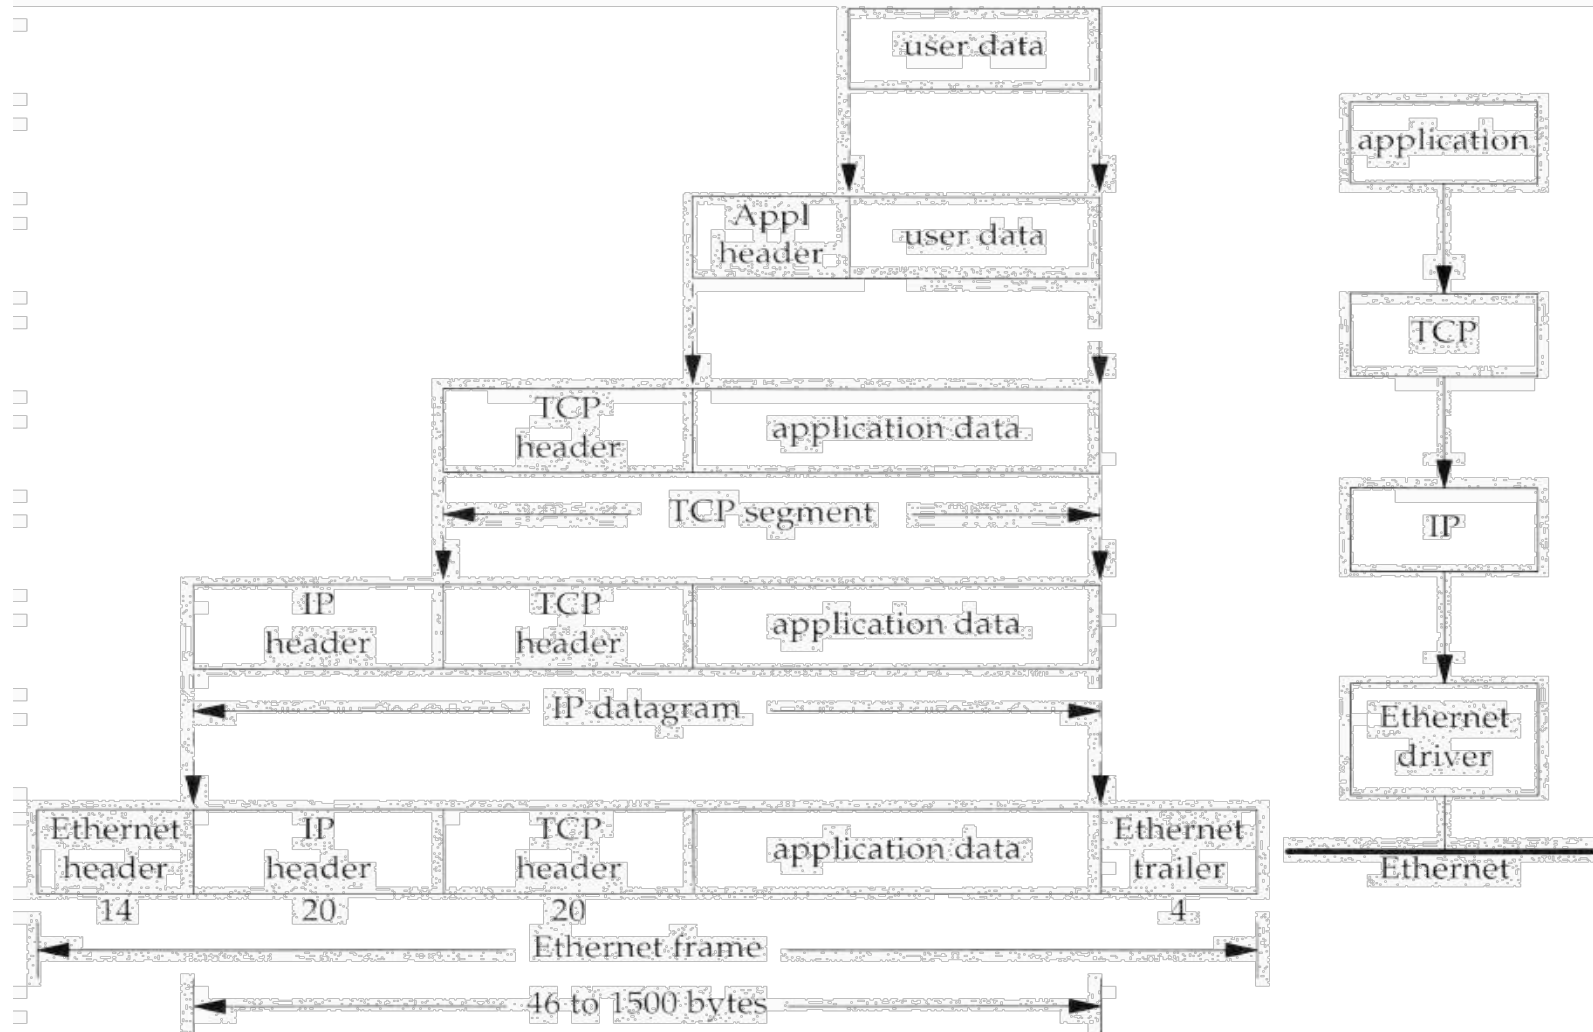 user data
application
Appl
header
user data
TCP
TCP
header
application data
TCP segment
IP
IP
header
TCP
header
application data
IP datagram
Ethernet
driver
Ethernet
header
IP
header
TCP
header
application data
Ethernet
trailer
Ethernet
14
20
20
4
Ethernet frame
46 to 1500 bytes